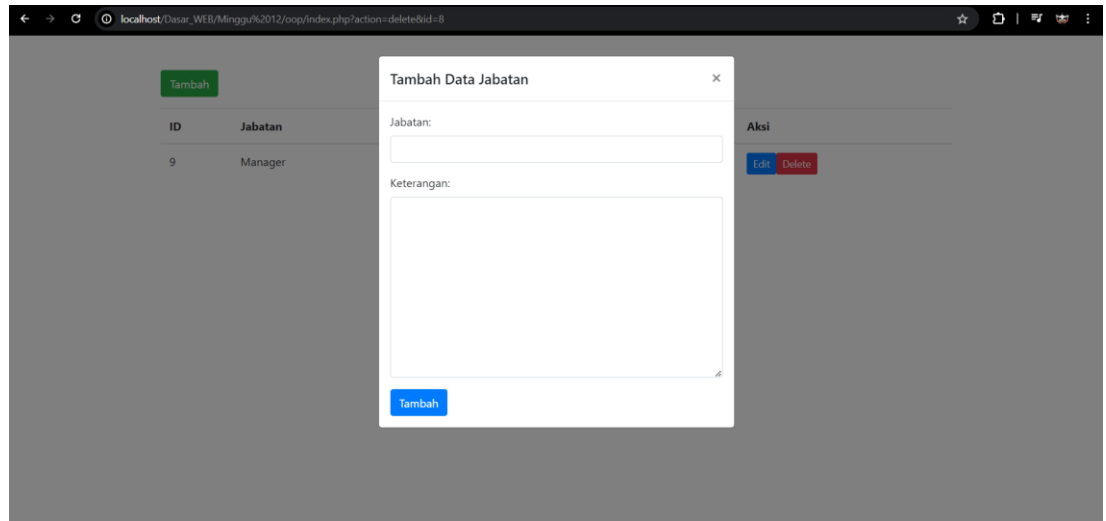 localhost/Dasar_WEB/Minggu%2012/oop/index.php?action=delete&id=8
Tambah
Tambah Data Jabatan ×
ID Jabatan Aksi
Jabatan:
9 Manager Edit Delete
Keterangan:
Tambah